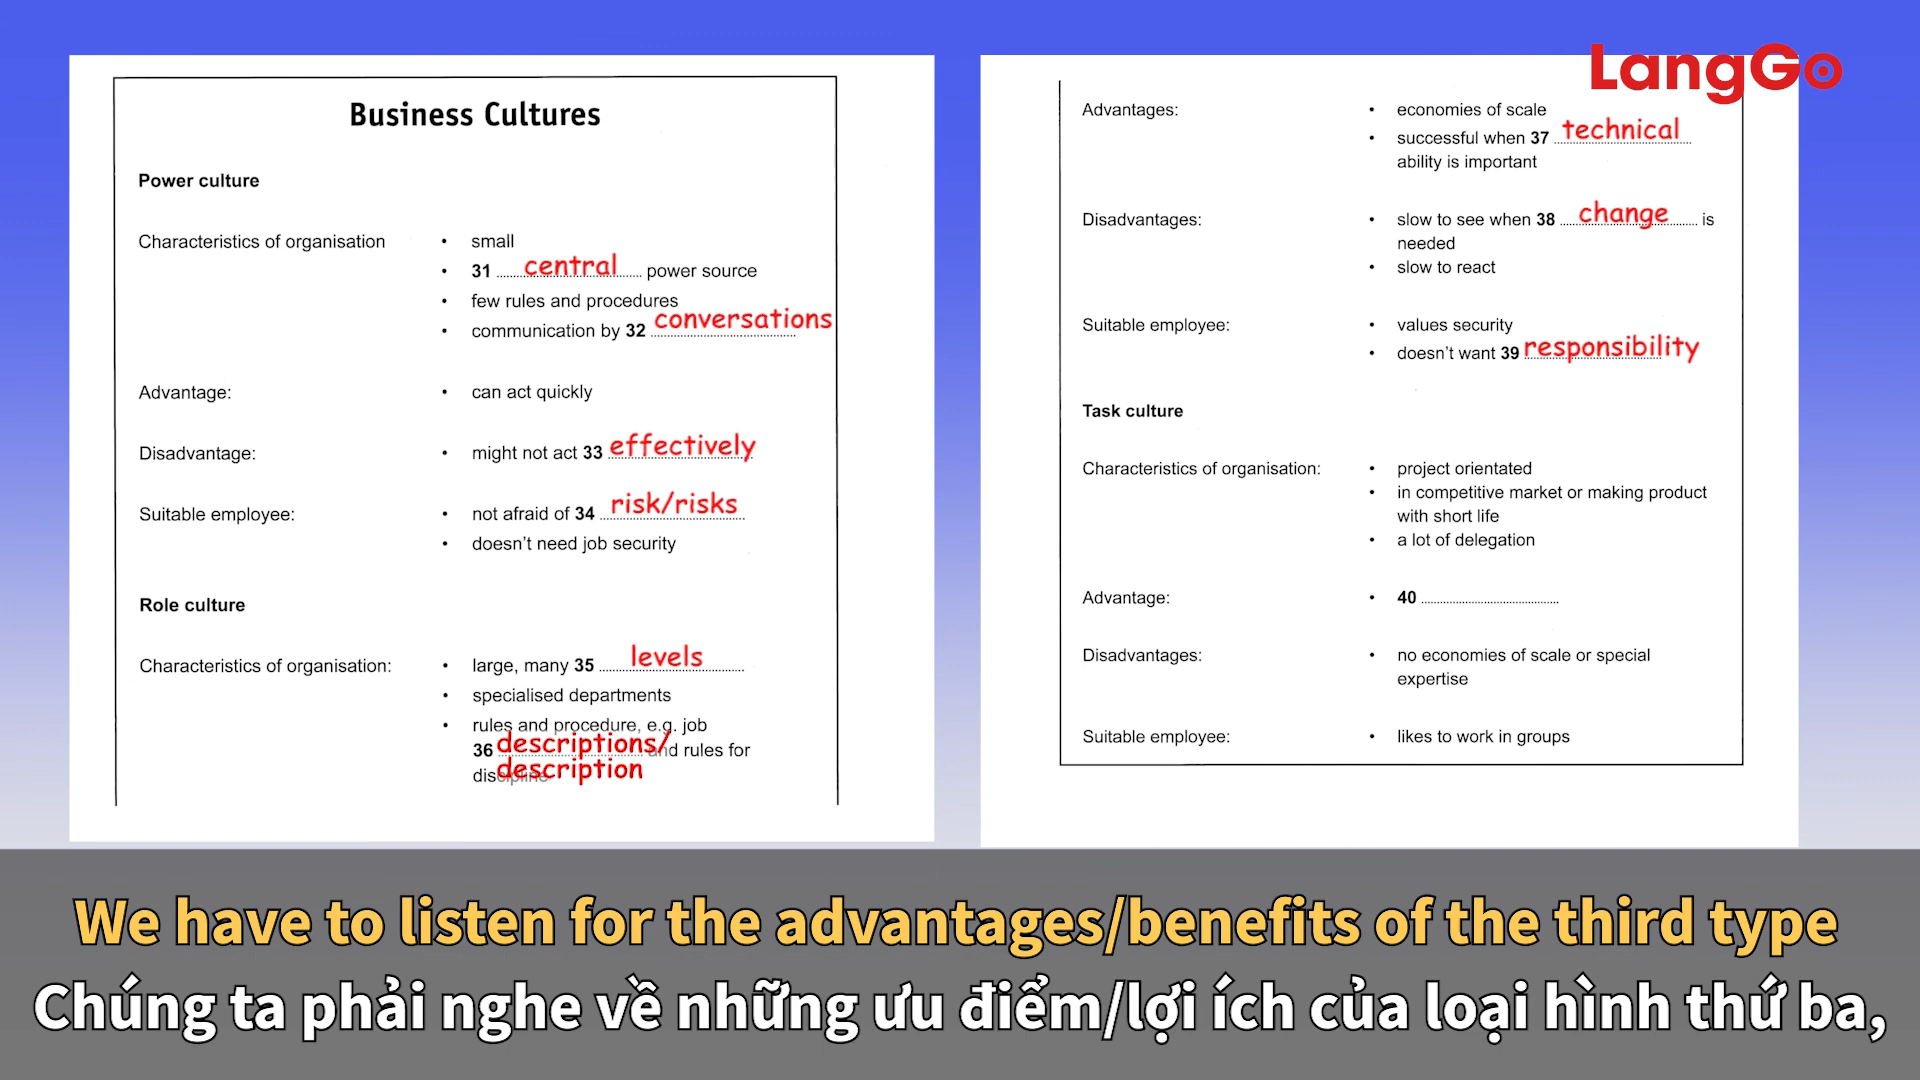 LangGo
Business Cultures
Power culture
Characteristics of organisation
• small
• 31 central power source
• few rules and procedures
• communication by 32 conversations
Advantage:
• can act quickly
Disadvantage:
• might not act 33 effectively
Suitable employee:
• not afraid of 34 risk/risks
• doesn't need job security
Role culture
Characteristics of organisation:
• large, many 35 levels
• specialised departments
• rules and procedure, e.g. job
36 descriptions/ and rules for
description
discipline
Advantages:
• economies of scale
• successful when 37 technical
ability is important
Disadvantages:
• slow to see when 38 change is
needed
• slow to react
Suitable employee:
• values security
• doesn't want 39 responsibility
Task culture
Characteristics of organisation:
• project orientated
• in competitive market or making product
with short life
• a lot of delegation
Advantage:
• 40
Disadvantages:
• no economies of scale or special
expertise
Suitable employee:
• likes to work in groups
We have to listen for the advantages/benefits of the third type
Chúng ta phải nghe về những ưu điểm/lợi ích của loại hình thứ ba,